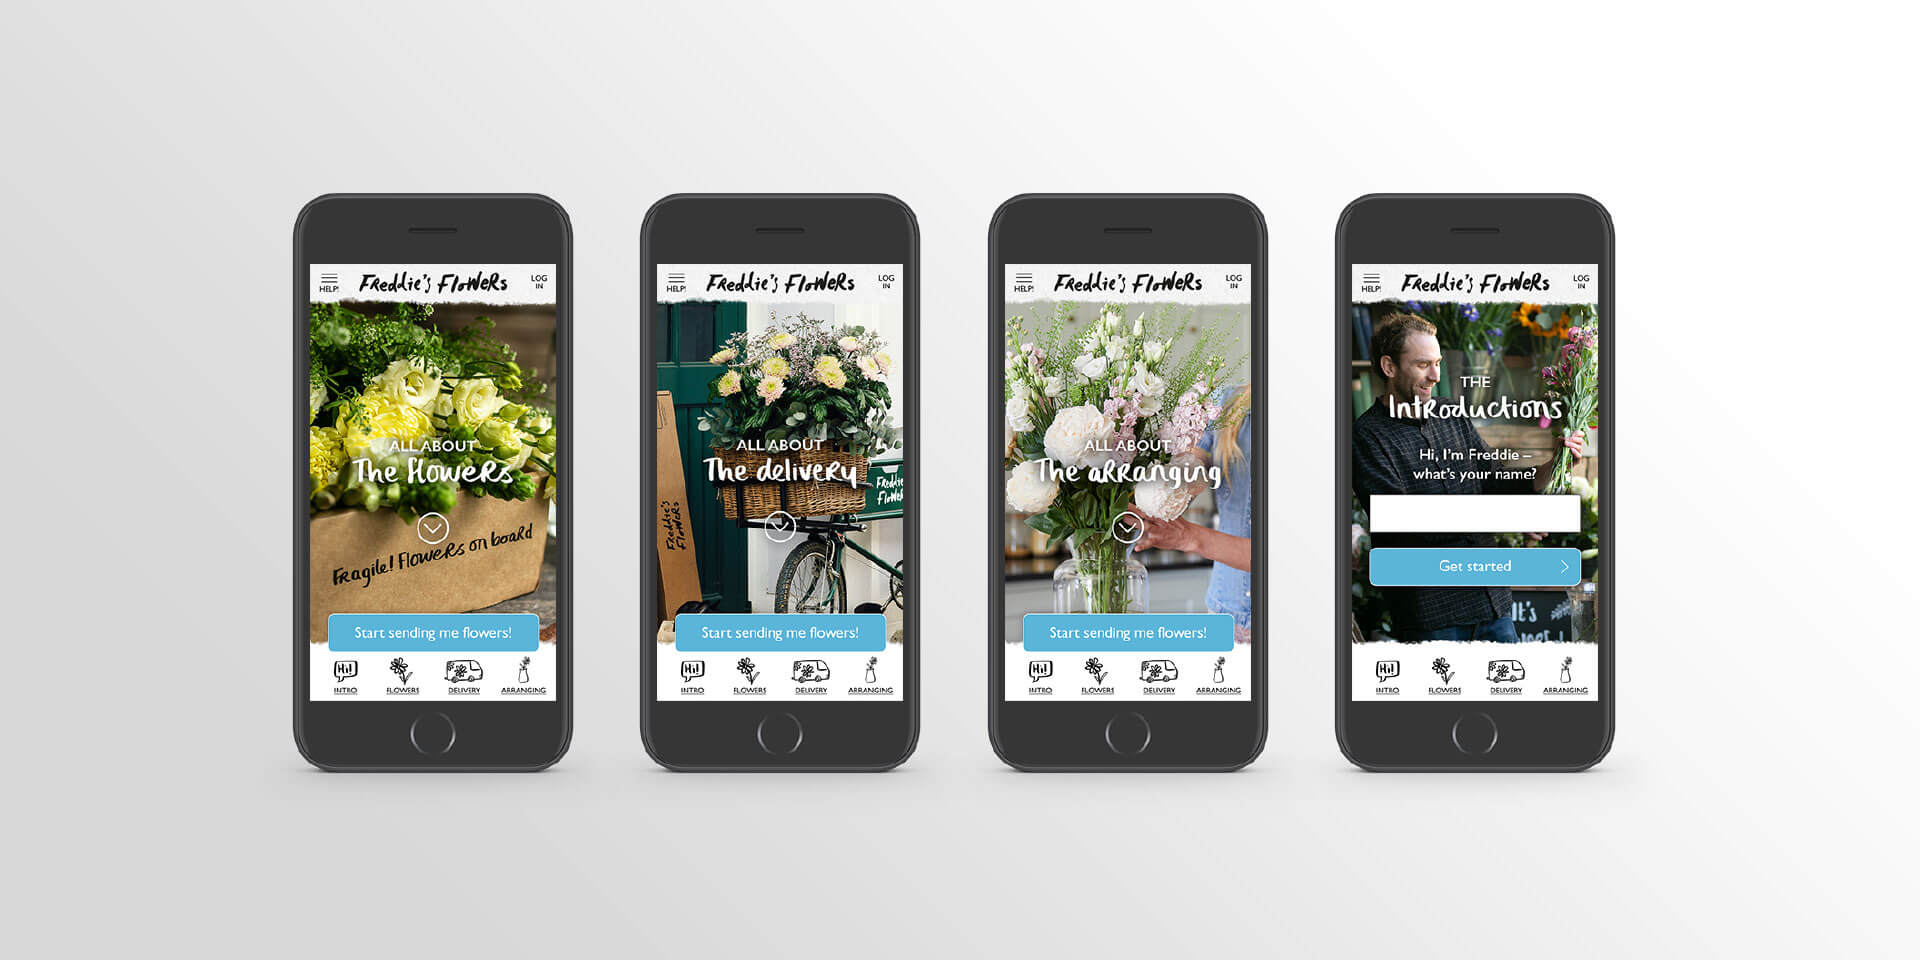 HELP!
Freddie's Flowers
LOG
IN
ALL ABOUT
The flowers
Fragile! Flowers on board
Start sending me flowers!
Hi!
INTRO
FLOWERS
DELIVERY
ARRANGING
HELP!
Freddie's Flowers
LOG
IN
ALL ABOUT
The delivery
Freddie's
Flowers
Start sending me flowers!
Hi!
INTRO
FLOWERS
DELIVERY
ARRANGING
HELP!
Freddie's Flowers
LOG
IN
ALL ABOUT
The arranging
Start sending me flowers!
Hi!
INTRO
FLOWERS
DELIVERY
ARRANGING
HELP!
Freddie's Flowers
LOG
IN
THE
Introductions
Hi, I'm Freddie –
what's your name?
Get started
It's
Hi!
INTRO
FLOWERS
DELIVERY
ARRANGING